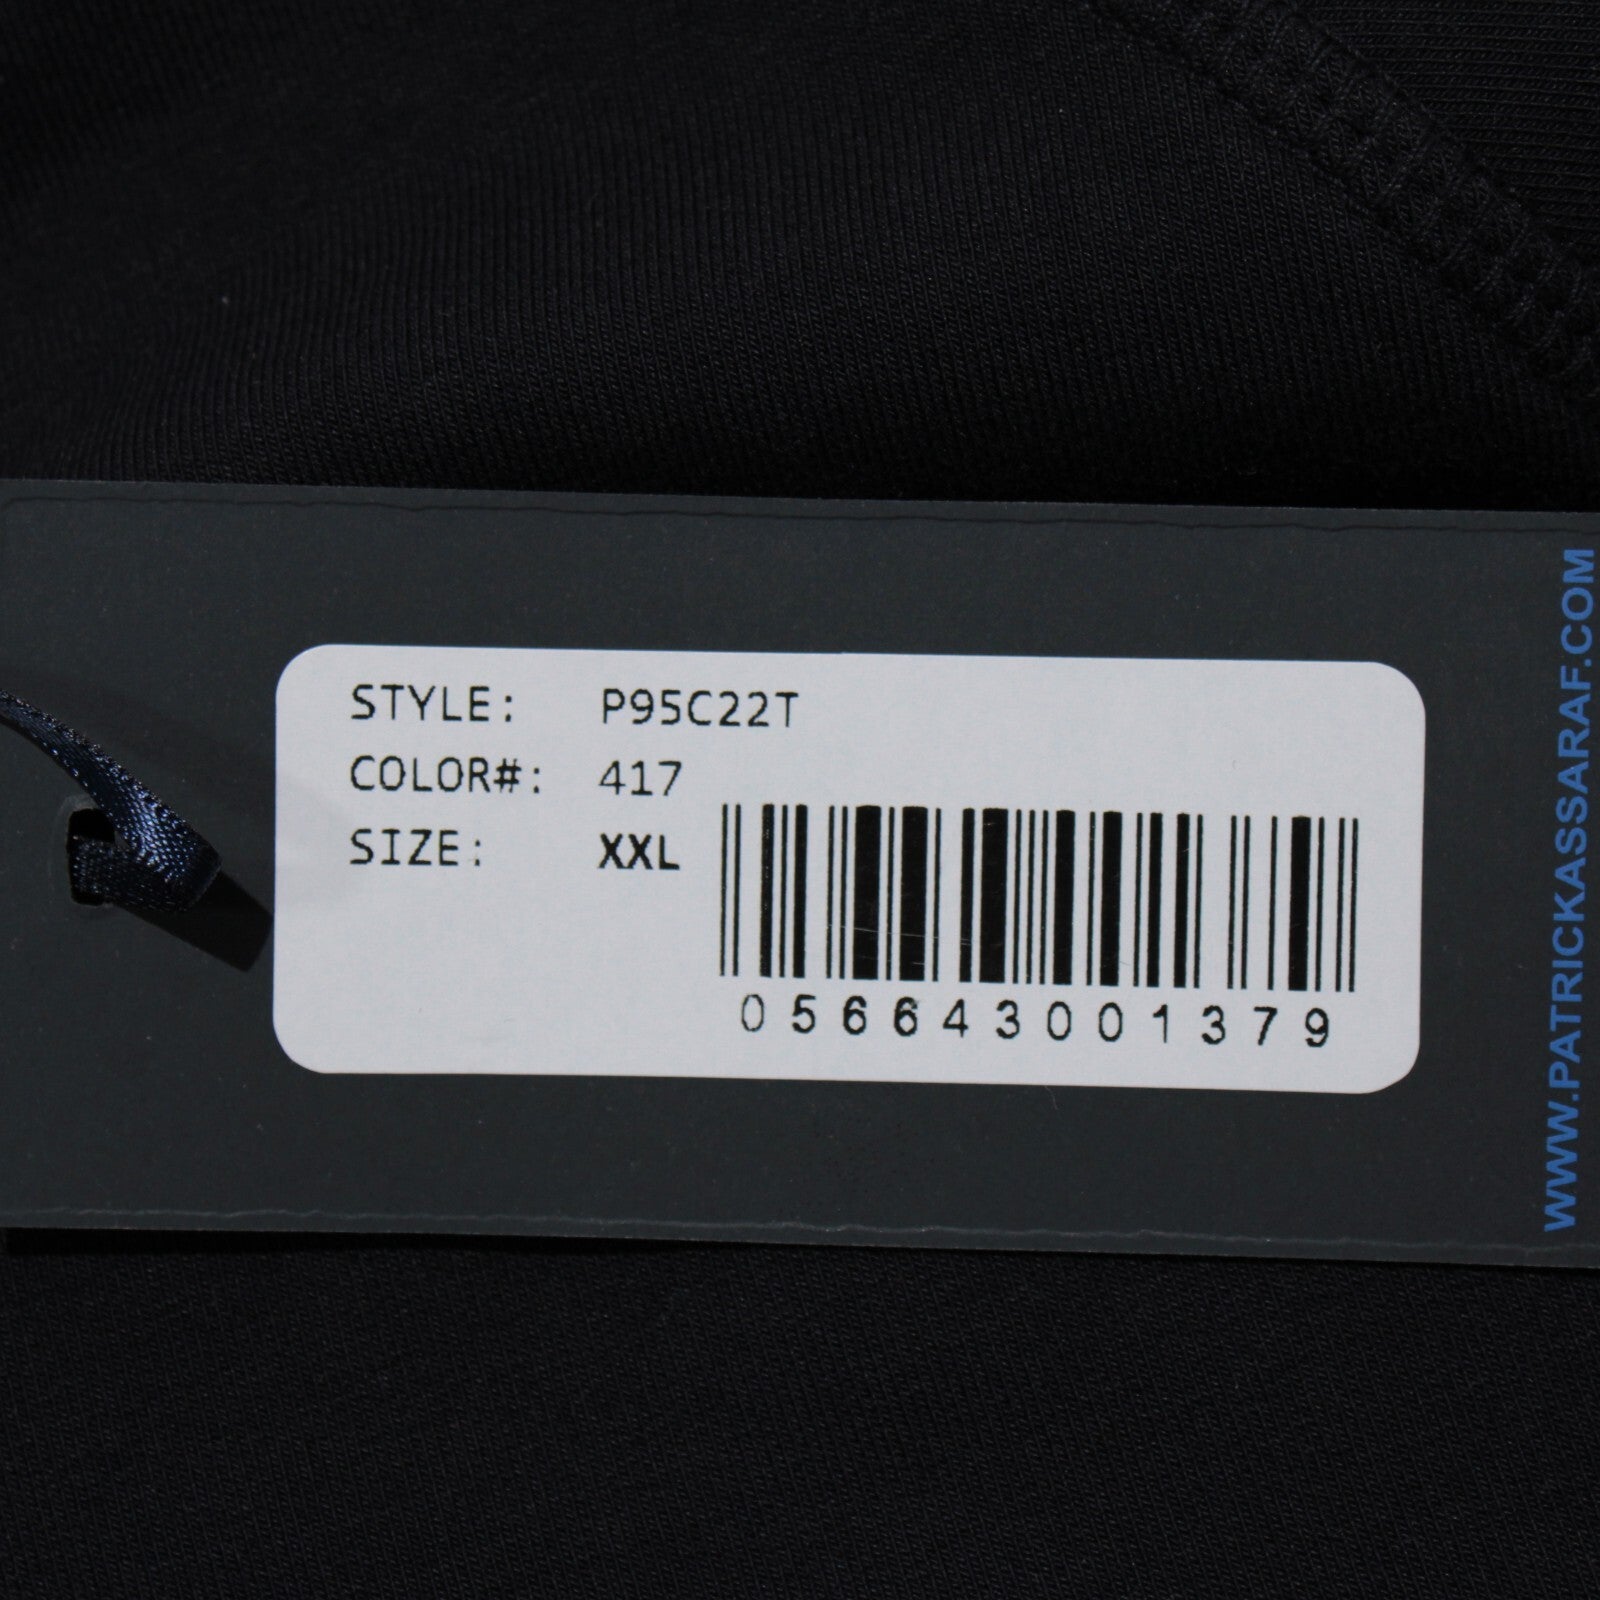 STYLE: P95C22T
COLOR#: 417
SIZE: XXL
056643001379
WWW.PATRICKASSARAF.COM